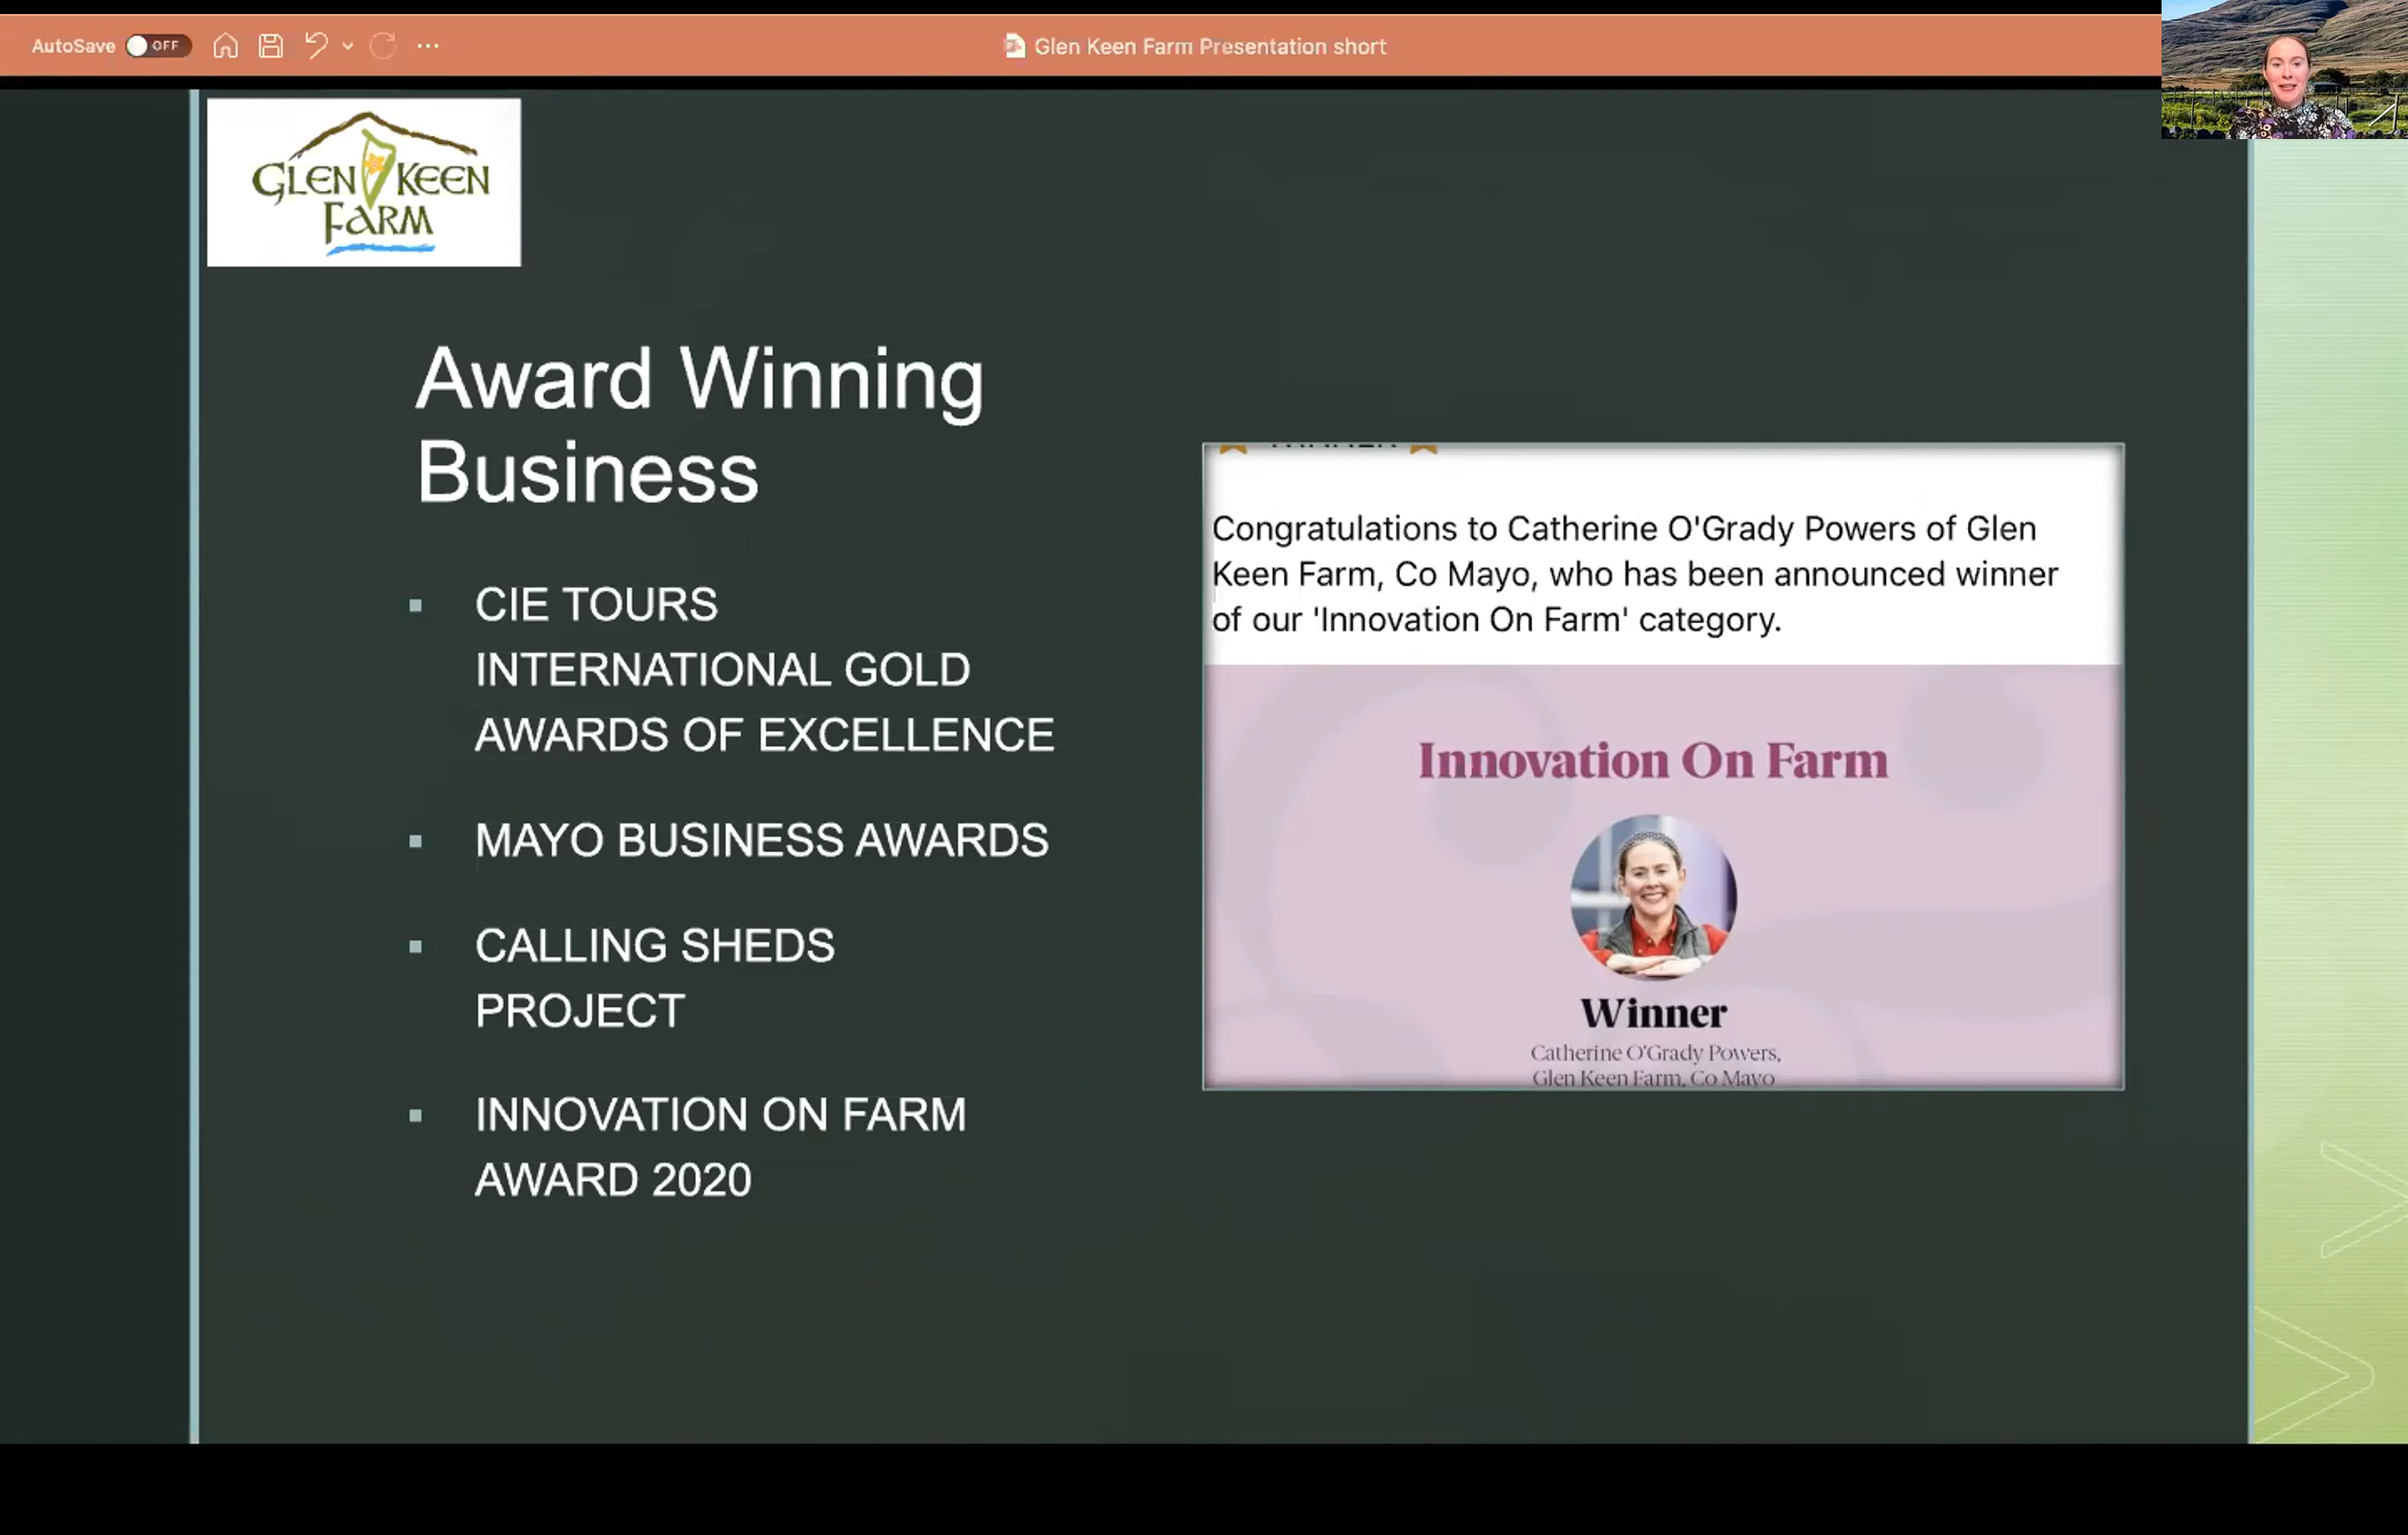 AutoSave OFF
Glen Keen Farm Presentation short
GLEN KEEN
FARM
Award Winning
Business
CIE TOURS
INTERNATIONAL GOLD
AWARDS OF EXCELLENCE
MAYO BUSINESS AWARDS
CALLING SHEDS
PROJECT
INNOVATION ON FARM
AWARD 2020
Congratulations to Catherine O'Grady Powers of Glen
Keen Farm, Co Mayo, who has been announced winner
of our 'Innovation On Farm' category.
Innovation On Farm
Winner
Catherine O'Grady Powers,
Glen Keen Farm, Co Mayo